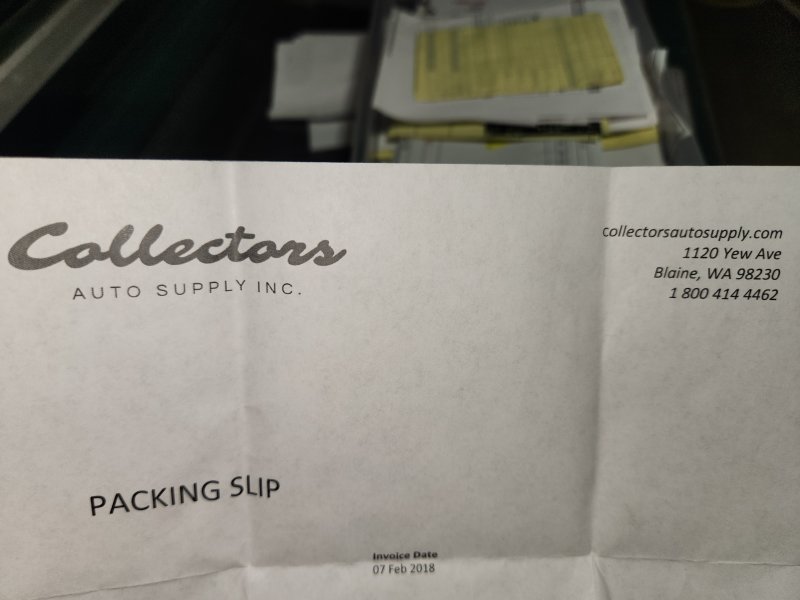 Collectors
AUTO SUPPLY INC.
collectorsautosupply.com
1120 Yew Ave
Blaine, WA 98230
1 800 414 4462
PACKING SLIP
Invoice Date
07 Feb 2018